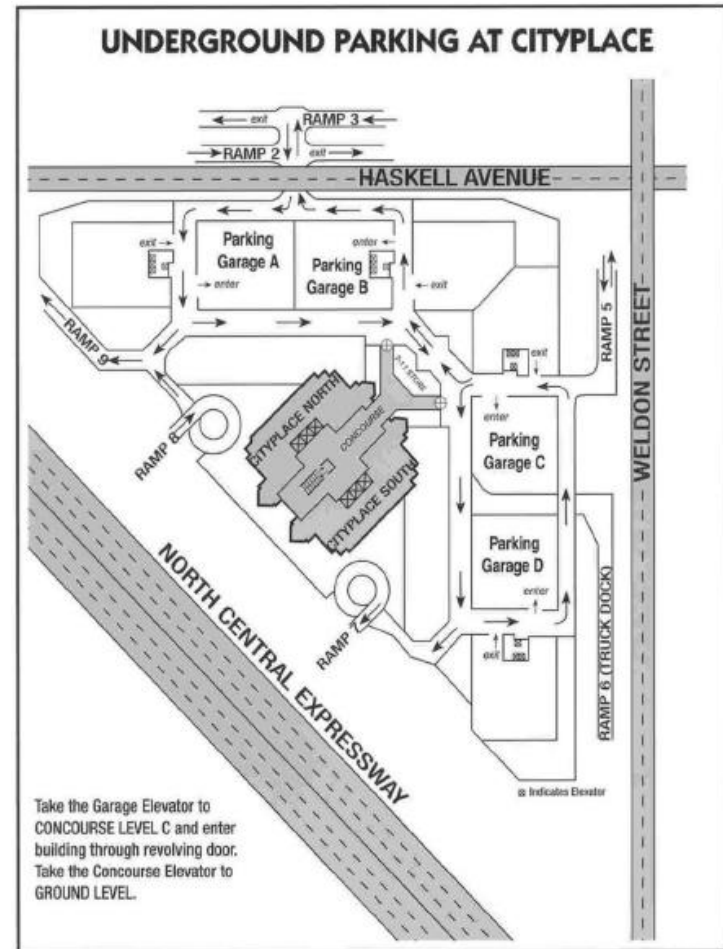 UNDERGROUND PARKING AT CITYPLACE
exit
RAMP 3
RAMP 2
exit
HASKELL AVENUE
exit
Parking
Garage A
enter
Parking
Garage B
enter
exit
RAMP 5
WELDON STREET
RAMP 9
7-11 STORE
exit
enter
Parking
Garage C
RAMP 8
CITYPLACE NORTH
CONCOURSE
CITYPLACE SOUTH
Parking
Garage D
enter
exit
RAMP 7
RAMP 6 (TRUCK DOCK)
NORTH CENTRAL EXPRESSWAY
Indicates Elevator
Take the Garage Elevator to
CONCOURSE LEVEL C and enter
building through revolving door.
Take the Concourse Elevator to
GROUND LEVEL.